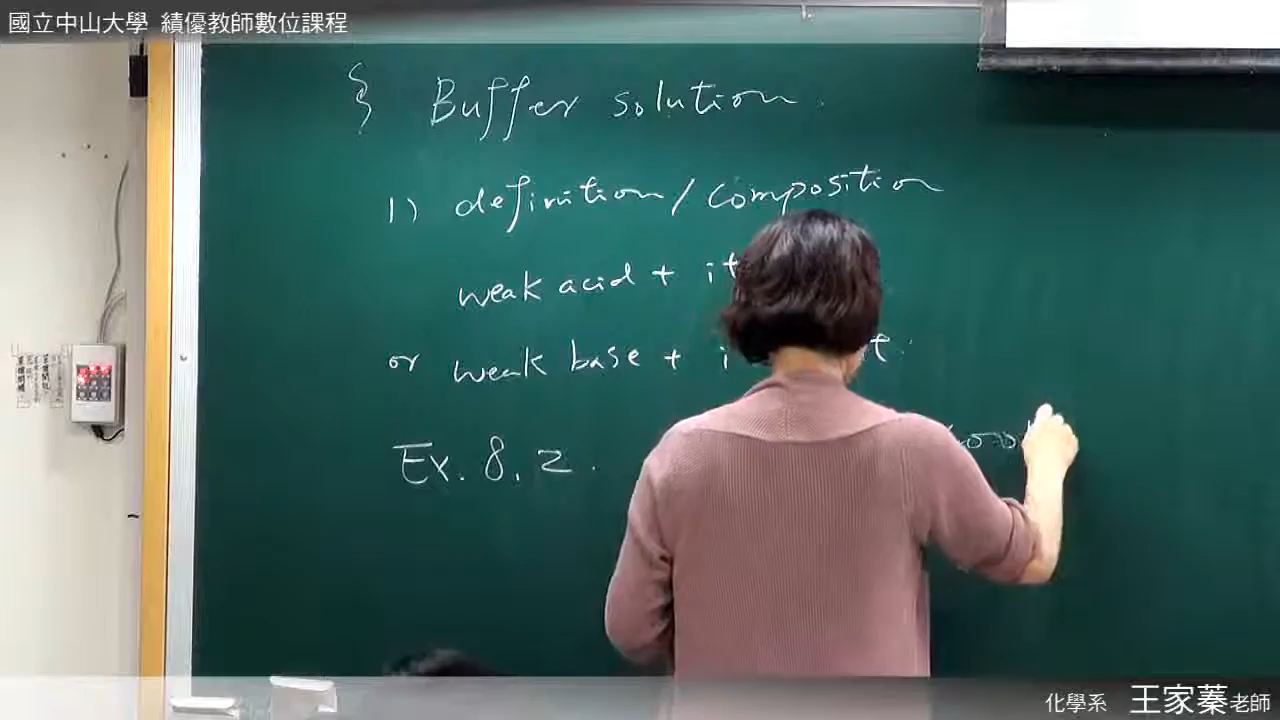 國立中山大學 績優教師數位課程
§ Buffer solution.
1) definition/composition
weak acid + it
or weak base + i t.
Ex. 8.2.
化學系 王家蓁老師